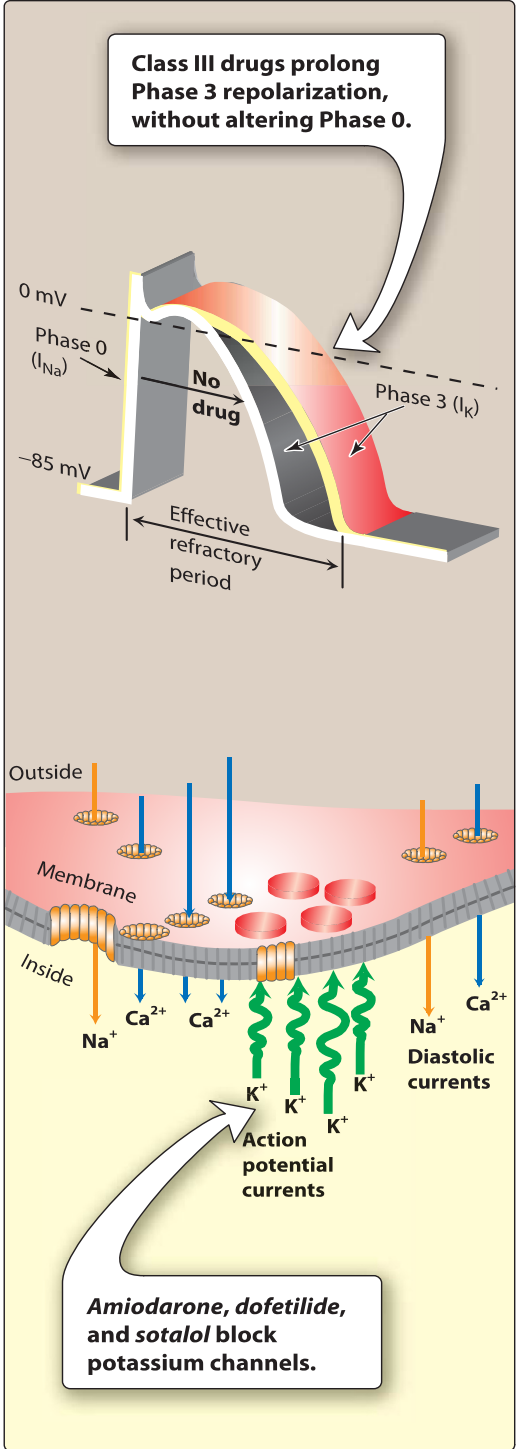 Class III drugs prolong
Phase 3 repolarization,
without altering Phase 0.
0 mV
Phase 0
(I_Na)
No
drug
Phase 3 (I_K)
–85 mV
Effective
refractory
period
Outside
Membrane
Inside
Na⁺
Ca²⁺
Ca²⁺
K⁺
K⁺
K⁺
K⁺
Na⁺
Ca²⁺
Diastolic
currents
Action
potential
currents
Amiodarone, dofetilide,
and sotalol block
potassium channels.